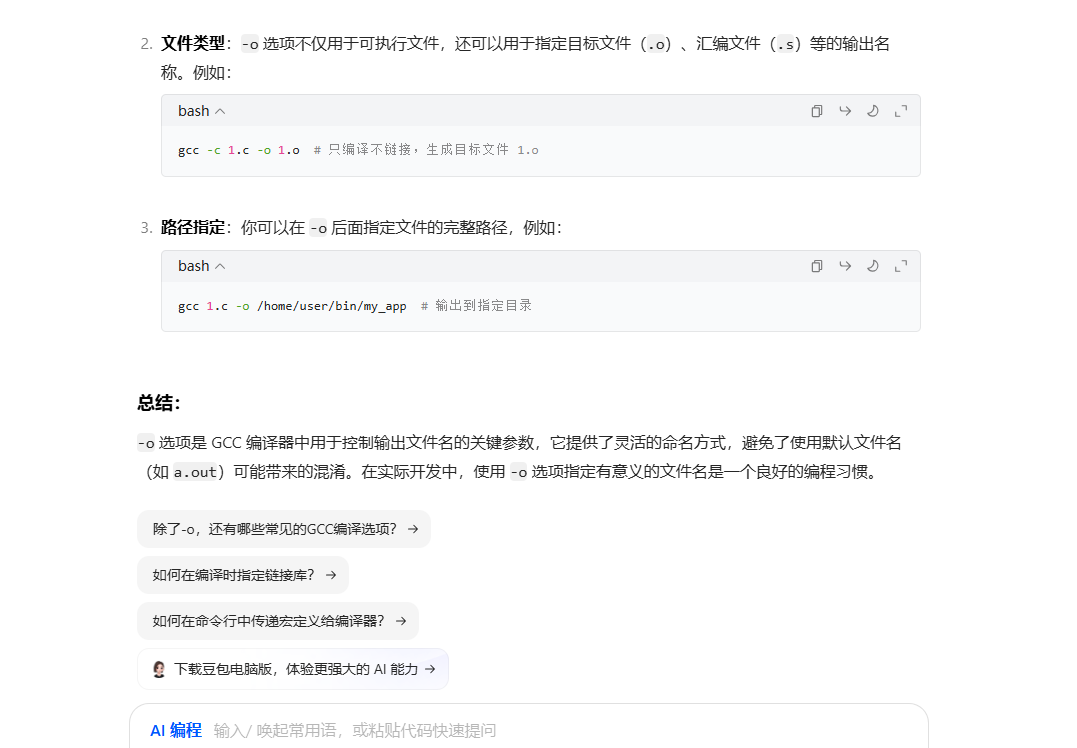 2. 文件类型：-o 选项不仅用于可执行文件，还可以用于指定目标文件（.o）、汇编文件（.s）等的输出名
称。例如：
bash
gcc -c 1.c -o 1.o  # 只编译不链接，生成目标文件 1.o
3. 路径指定：你可以在 -o 后面指定文件的完整路径，例如：
bash
gcc 1.c -o /home/user/bin/my_app  # 输出到指定目录
总结：
-o 选项是 GCC 编译器中用于控制输出文件名的关键参数，它提供了灵活的命名方式，避免了使用默认文件名
（如 a.out）可能带来的混淆。在实际开发中，使用 -o 选项指定有意义的文件名是一个良好的编程习惯。
除了-o，还有哪些常见的GCC编译选项？ →
如何在编译时指定链接库？ →
如何在命令行中传递宏定义给编译器？ →
下载豆包电脑版，体验更强大的 AI 能力 →
AI 编程 输入/ 唤起常用语，或粘贴代码快速提问